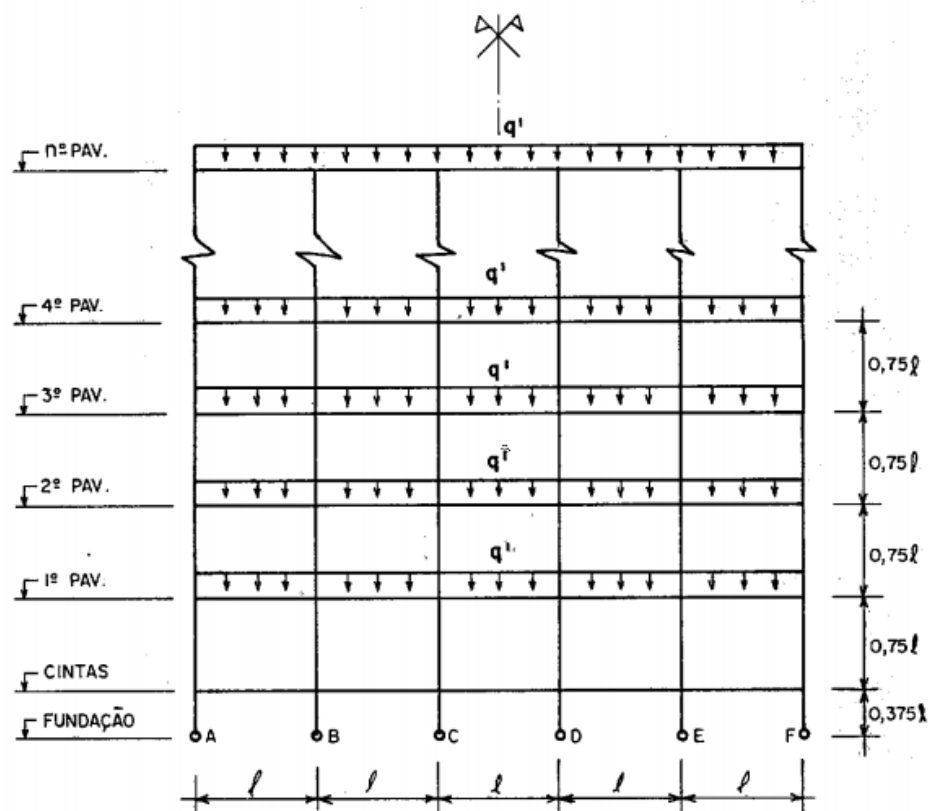 q'
nº PAV.
q'
4º PAV.
0,75ℓ
q'
3º PAV.
0,75ℓ
q'
2º PAV.
0,75ℓ
q'
1º PAV.
0,75ℓ
CINTAS
0,375ℓ
FUNDAÇÃO
A B C D E F
ℓ ℓ ℓ ℓ ℓ